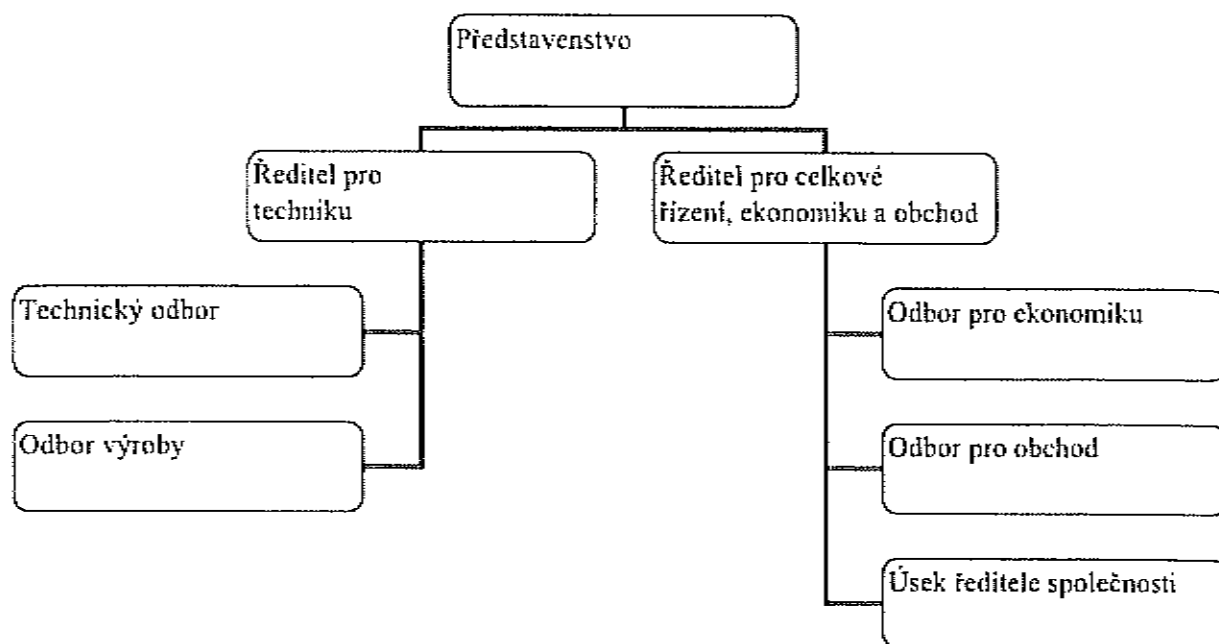 Představenstvo
Ředitel pro
techniku
Ředitel pro celkové
řízení, ekonomiku a obchod
Technický odbor
Odbor pro ekonomiku
Odbor výroby
Odbor pro obchod
Úsek ředitele společnosti